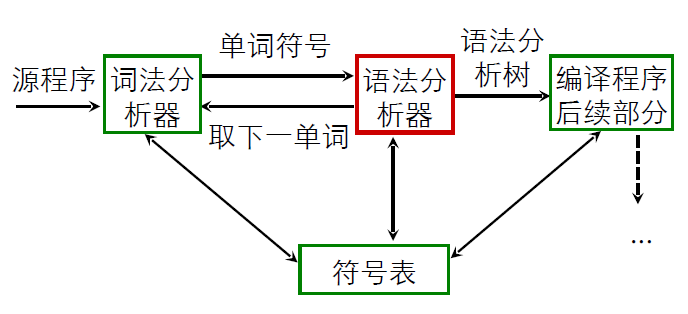 源程序
词法分
析器
单词符号
取下一单词
语法分
析器
语法分
析树
编译程序
后续部分
...
符号表